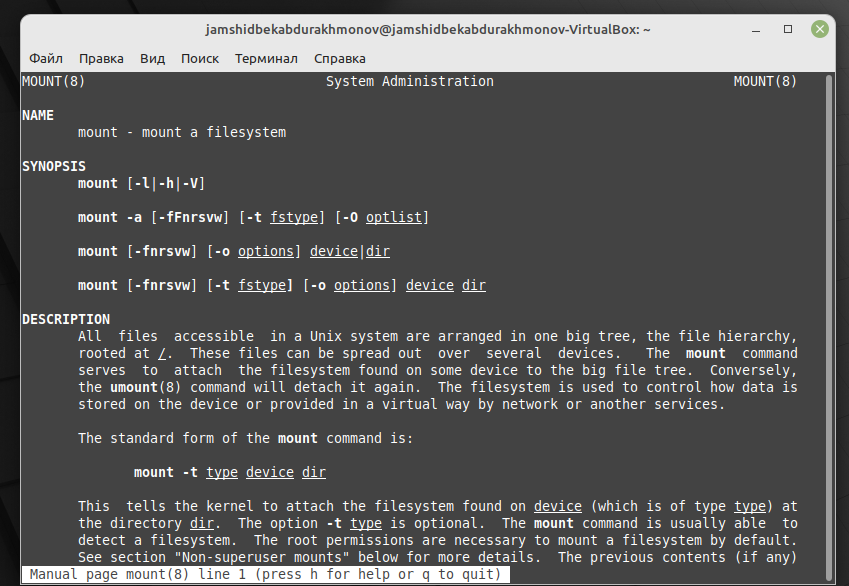 jamshidbekabdurakhmonov@jamshidbekabdurakhmonov-VirtualBox: ~
Файл Правка Вид Поиск Терминал Справка
MOUNT(8) System Administration MOUNT(8)
NAME
mount - mount a filesystem
SYNOPSIS
mount [-l|-h|-V]
mount -a [-fFnrsvw] [-t fstype] [-O optlist]
mount [-fnrsvw] [-o options] device|dir
mount [-fnrsvw] [-t fstype] [-o options] device dir
DESCRIPTION
All files accessible in a Unix system are arranged in one big tree, the file hierarchy,
rooted at /. These files can be spread out over several devices. The mount command
serves to attach the filesystem found on some device to the big file tree. Conversely,
the umount(8) command will detach it again. The filesystem is used to control how data is
stored on the device or provided in a virtual way by network or another services.
The standard form of the mount command is:
mount -t type device dir
This tells the kernel to attach the filesystem found on device (which is of type type) at
the directory dir. The option -t type is optional. The mount command is usually able to
detect a filesystem. The root permissions are necessary to mount a filesystem by default.
See section "Non-superuser mounts" below for more details. The previous contents (if any)
Manual page mount(8) line 1 (press h for help or q to quit)